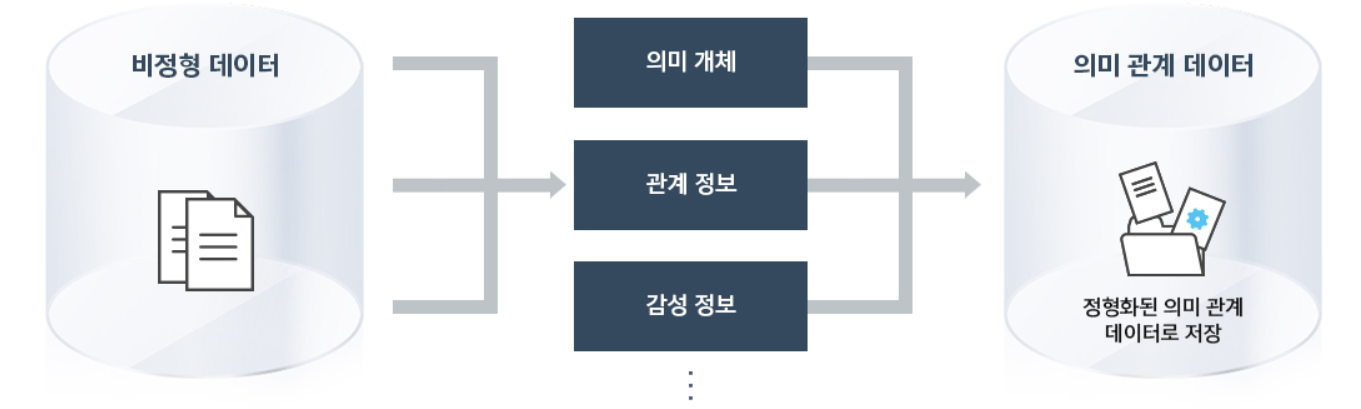 비정형 데이터
의미 개체
관계 정보
감성 정보
의미 관계 데이터
정형화된 의미 관계
데이터로 저장